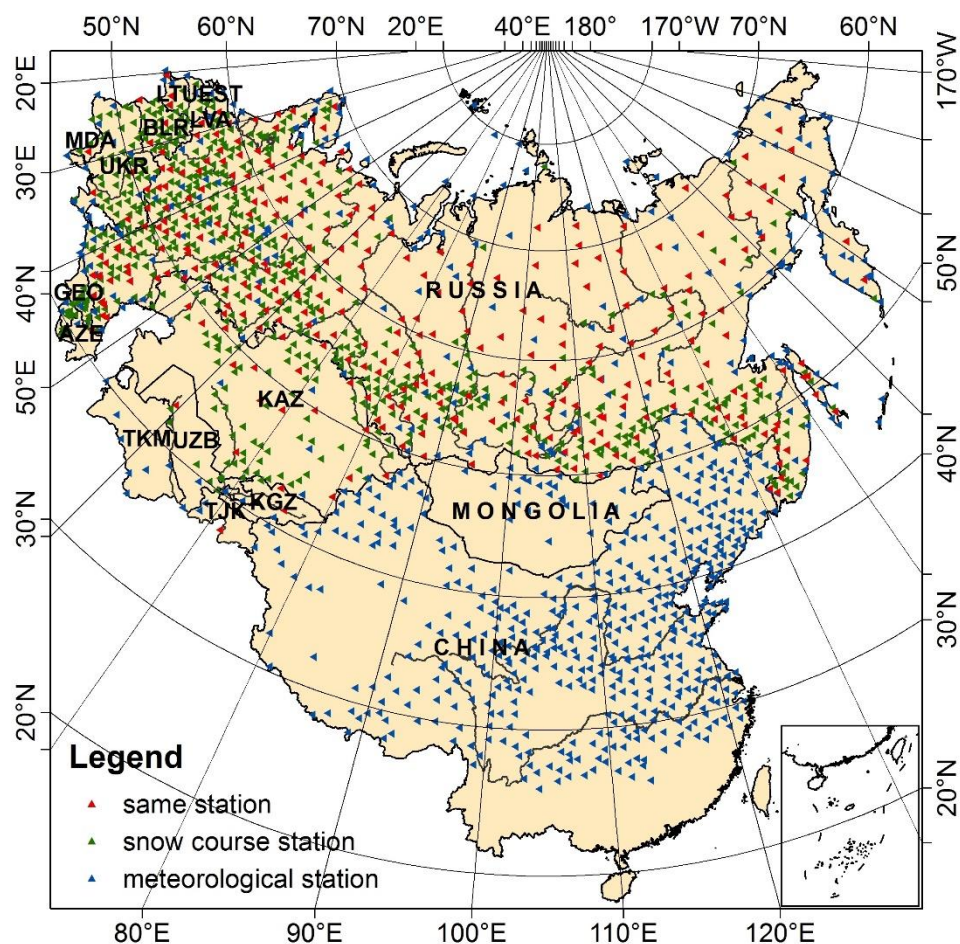 50°N 60°N 70°N 20°E 40°E 180° 170°W 70°N 60°N
20°E
170°W
LTU EST
LVA
BLR
MDA
UKR
30°E
50°N
40°N
GEO
RUSSIA
40°E
AZE
50°E
KAZ
40°N
TKM UZB
30°N
KGZ
TJK
MONGOLIA
30°N
CHINA
20°N
20°N
Legend
same station
snow course station
meteorological station
80°E 90°E 100°E 110°E 120°E